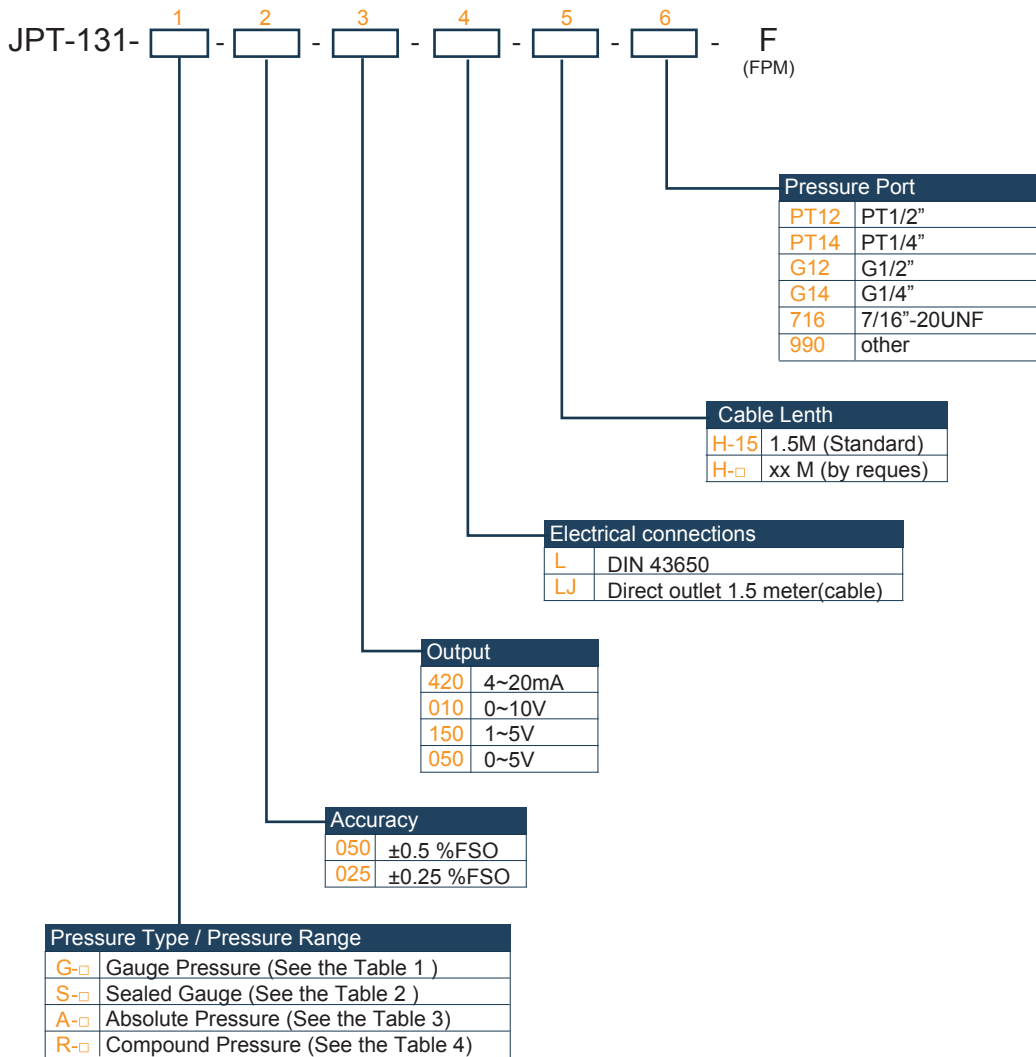 1 2 3 4 5 6
JPT-131- - - - - - - F
(FPM)
Pressure Port
PT12 PT1/2”
PT14 PT1/4”
G12 G1/2”
G14 G1/4”
716 7/16”-20UNF
990 other
Cable Lenth
H-15 1.5M (Standard)
H-□ xx M (by reques)
Electrical connections
L DIN 43650
LJ Direct outlet 1.5 meter(cable)
Output
420 4~20mA
010 0~10V
150 1~5V
050 0~5V
Accuracy
050 ±0.5 %FSO
025 ±0.25 %FSO
Pressure Type / Pressure Range
G-□ Gauge Pressure (See the Table 1 )
S-□ Sealed Gauge (See the Table 2 )
A-□ Absolute Pressure (See the Table 3)
R-□ Compound Pressure (See the Table 4)